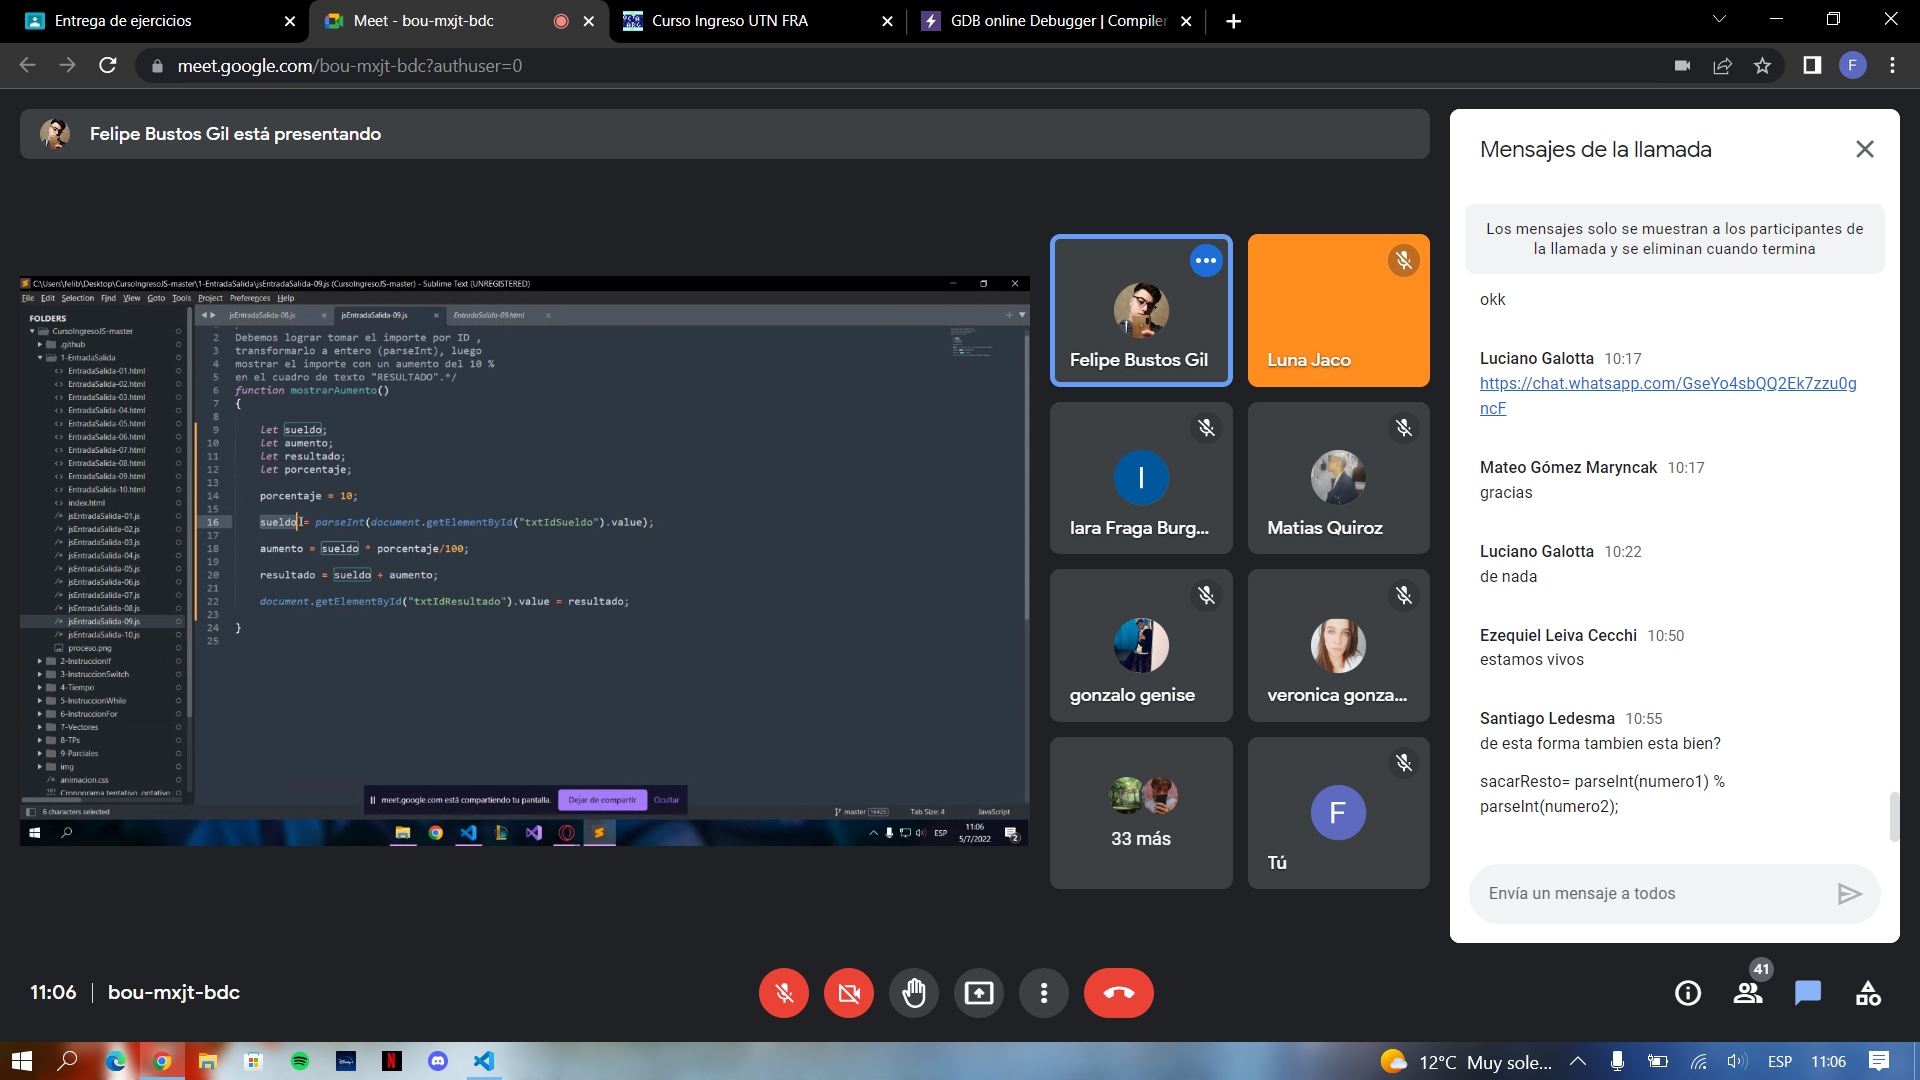 Entrega de ejercicios
Meet - bou-mxjt-bdc
Curso Ingreso UTN FRA
GDB online Debugger | Compiler
meet.google.com/bou-mxjt-bdc?authuser=0
F
Felipe Bustos Gil está presentando
C:\Users\felib\Desktop\CursoIngresoJS-master\1-EntradaSalida\jsEntradaSalida-09.js (CursoIngresoJS-master) - Sublime Text (UNREGISTERED)
File Edit Selection Find View Goto Tools Project Preferences Help
FOLDERS
CursoIngresoJS-master
.github
1-EntradaSalida
EntradaSalida-01.html
EntradaSalida-02.html
EntradaSalida-03.html
EntradaSalida-04.html
EntradaSalida-05.html
EntradaSalida-06.html
EntradaSalida-07.html
EntradaSalida-08.html
EntradaSalida-09.html
EntradaSalida-10.html
index.html
jsEntradaSalida-01.js
jsEntradaSalida-02.js
jsEntradaSalida-03.js
jsEntradaSalida-04.js
jsEntradaSalida-05.js
jsEntradaSalida-06.js
jsEntradaSalida-07.js
jsEntradaSalida-08.js
jsEntradaSalida-09.js
jsEntradaSalida-10.js
proceso.png
2-InstruccionIf
3-InstruccionSwitch
4-Tiempo
5-InstruccionWhile
6-InstruccionFor
7-Vectores
8-TPs
9-Parciales
img
animacion.css
Cronograma tentativo .optativo
jsEntradaSalida-08.js
jsEntradaSalida-09.js
EntradaSalida-09.html
2 Debemos lograr tomar el importe por ID ,
3 transformarlo a entero (parseInt), luego
4 mostrar el importe con un aumento del 10 %
5 en el cuadro de texto "RESULTADO".*/
6 function mostrarAumento()
7 {
8
9 let sueldo;
10 let aumento;
11 let resultado;
12 let porcentaje;
13
14 porcentaje = 10;
15
16 sueldo = parseInt(document.getElementById("txtIdSueldo").value);
17
18 aumento = sueldo * porcentaje/100;
19
20 resultado = sueldo + aumento;
21
22 document.getElementById("txtIdResultado").value = resultado;
23
24 }
25
meet.google.com está compartiendo tu pantalla.
Dejar de compartir
Ocultar
6 characters selected
master 16425
Tab Size: 4
JavaScript
ESP
11:06
5/7/2022
2
Felipe Bustos Gil
Luna Jaco
I
Iara Fraga Burg...
Matias Quiroz
gonzalo genise
veronica gonza...
33 más
F
Tú
Mensajes de la llamada
Los mensajes solo se muestran a los participantes de
la llamada y se eliminan cuando termina
okk
Luciano Galotta 10:17
https://chat.whatsapp.com/GseYo4sbQQ2Ek7zzu0g
ncF
Mateo Gómez Maryncak 10:17
gracias
Luciano Galotta 10:22
de nada
Ezequiel Leiva Cecchi 10:50
estamos vivos
Santiago Ledesma 10:55
de esta forma tambien esta bien?
sacarResto= parseInt(numero1) %
parseInt(numero2);
Envía un mensaje a todos
11:06 | bou-mxjt-bdc
41
12°C Muy sole...
ESP
11:06